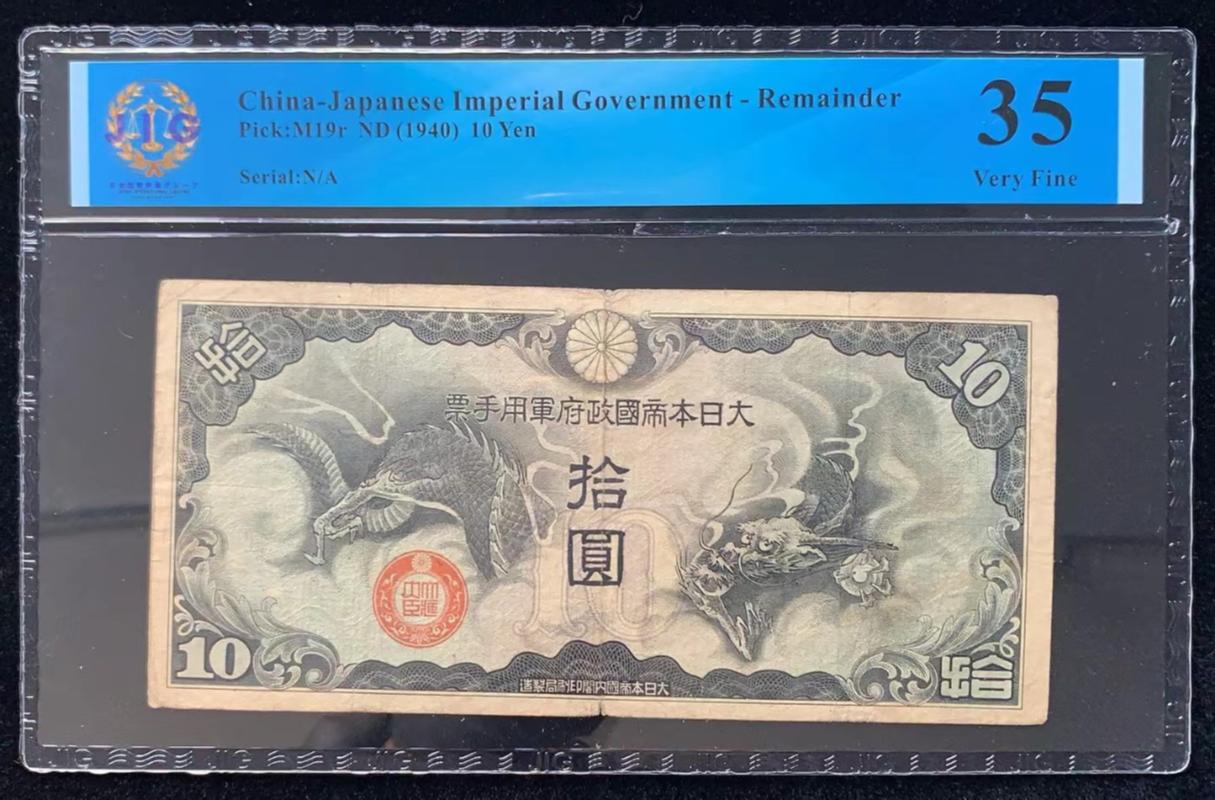 JIG
China-Japanese Imperial Government - Remainder
Pick:M19r ND (1940) 10 Yen
Serial:N/A
35
Very Fine
拾
10
票手用軍府政國帝本日大
拾
圓
10
10
拾
造製局刷印閣内國帝本日大